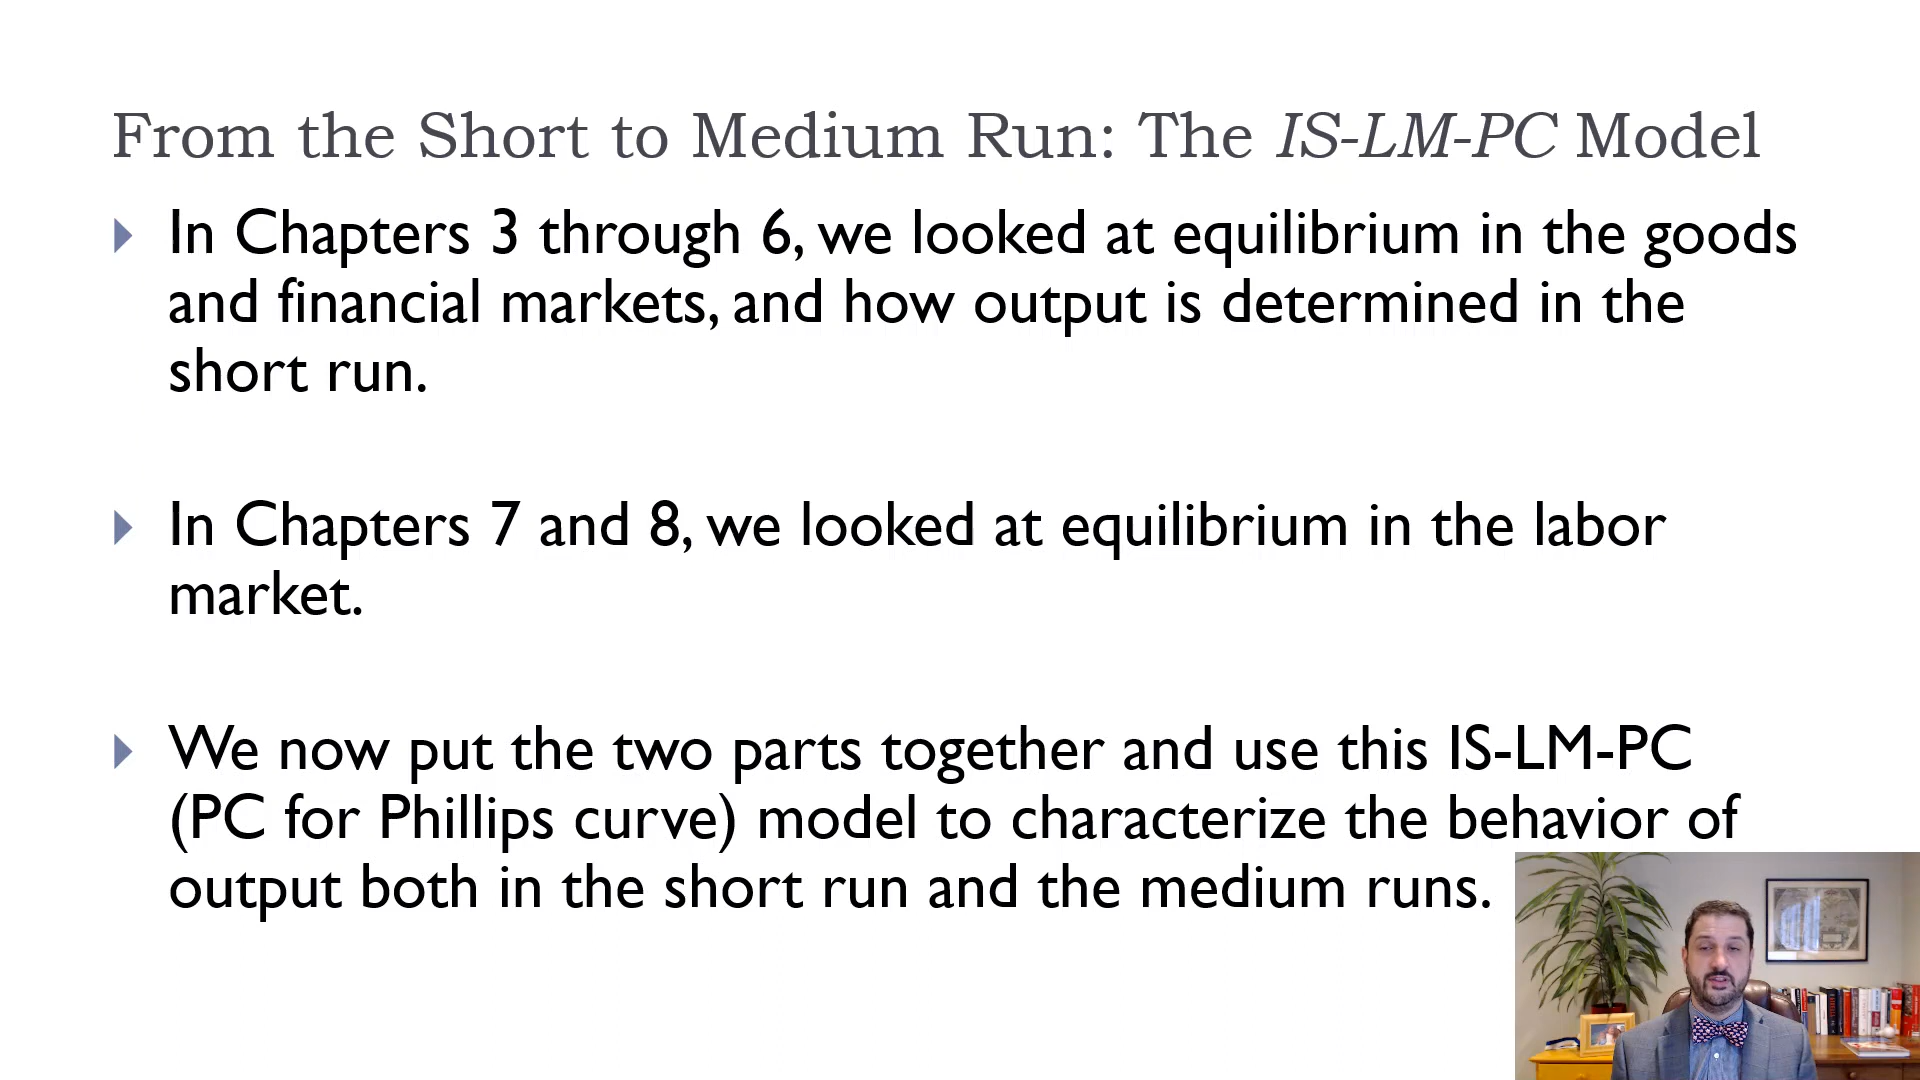 From the Short to Medium Run: The IS-LM-PC Model
In Chapters 3 through 6, we looked at equilibrium in the goods
and financial markets, and how output is determined in the
short run.
In Chapters 7 and 8, we looked at equilibrium in the labor
market.
We now put the two parts together and use this IS-LM-PC
(PC for Phillips curve) model to characterize the behavior of
output both in the short run and the medium runs.